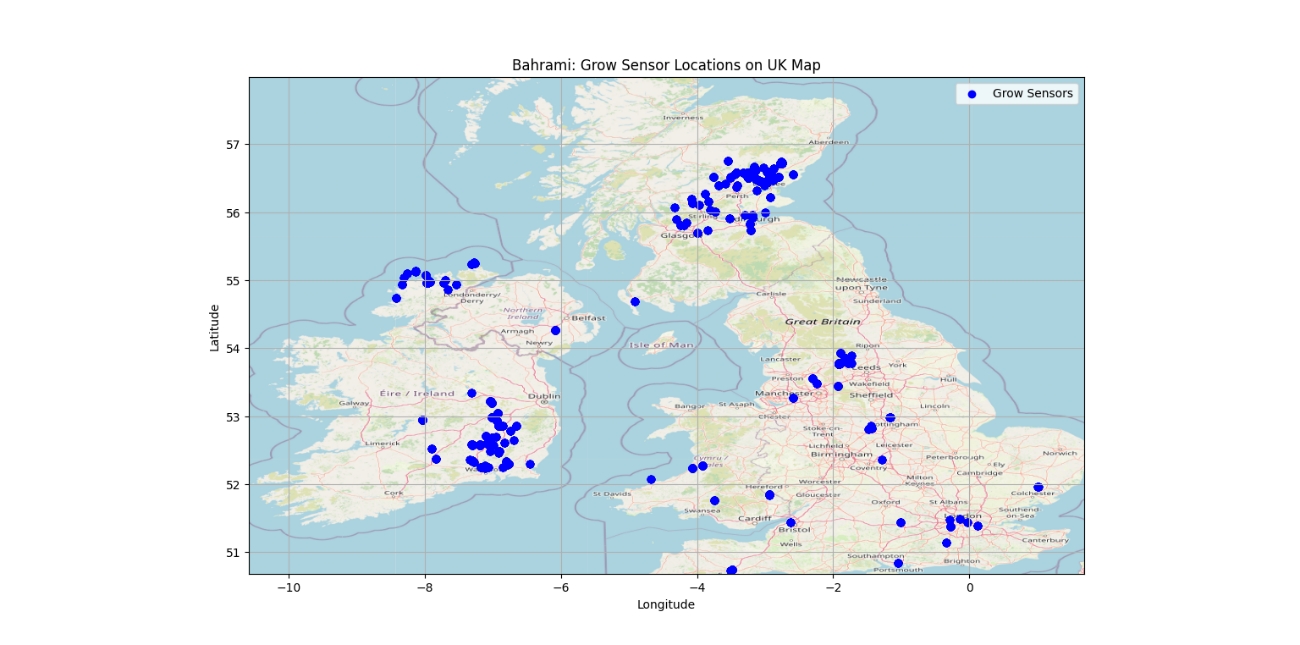 Bahrami: Grow Sensor Locations on UK Map
Grow Sensors
Inverness
Aberdeen
Perth
Glasgow
Londonderry/
Derry
Northern
Ireland
Belfast
Armagh
Newry
Newcastle
upon Tyne
Sunderland
Carlisle
Great Britain
Isle of Man
Ripon
Lancaster
Leeds
York
Preston
Wakefield
Hull
Éire / Ireland
Dublin
Galway
Manchester
Sheffield
Bangor
St Asaph
Chester
Lincoln
Limerick
Stoke-on-
Trent
Lichfield
Leicester
Birmingham
Peterborough
Norwich
Coventry
Ely
Cambridge
Cork
St Davids
Hereford
Worcester
Milton
Keynes
Gloucester
Oxford
St Albans
Colchester
Swansea
Cardiff
Southend
-on-Sea
Bristol
Wells
Canterbury
Southampton
Portsmouth
Brighton
57
56
55
54
53
52
51
Latitude
−10
−8
−6
−4
−2
0
Longitude